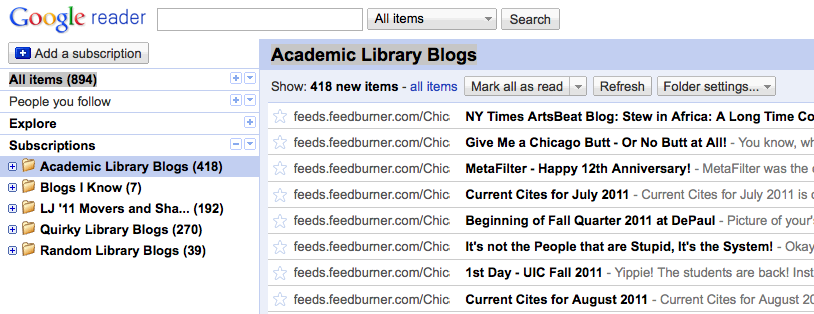 Google reader
All items
Search
Add a subscription
All items (894)
People you follow
Explore
Subscriptions
Academic Library Blogs (418)
Blogs I Know (7)
LJ '11 Movers and Sha... (192)
Quirky Library Blogs (270)
Random Library Blogs (39)
Academic Library Blogs
Show: 418 new items - all items Mark all as read Refresh Folder settings...
feeds.feedburner.com/Chic NY Times ArtsBeat Blog: Stew in Africa: A Long Time Co
feeds.feedburner.com/Chic Give Me a Chicago Butt - Or No Butt at All! - You know, wh
feeds.feedburner.com/Chic MetaFilter - Happy 12th Anniversary! - MetaFilter was the
feeds.feedburner.com/Chic Current Cites for July 2011 - Current Cites for July 2011 is
feeds.feedburner.com/Chic Beginning of Fall Quarter 2011 at DePaul - Picture of your's
feeds.feedburner.com/Chic It's not the People that are Stupid, It's the System! - Okay
feeds.feedburner.com/Chic 1st Day - UIC Fall 2011 - Yippie! The students are back! Inst
feeds.feedburner.com/Chic Current Cites for August 2011 - Current Cites for August